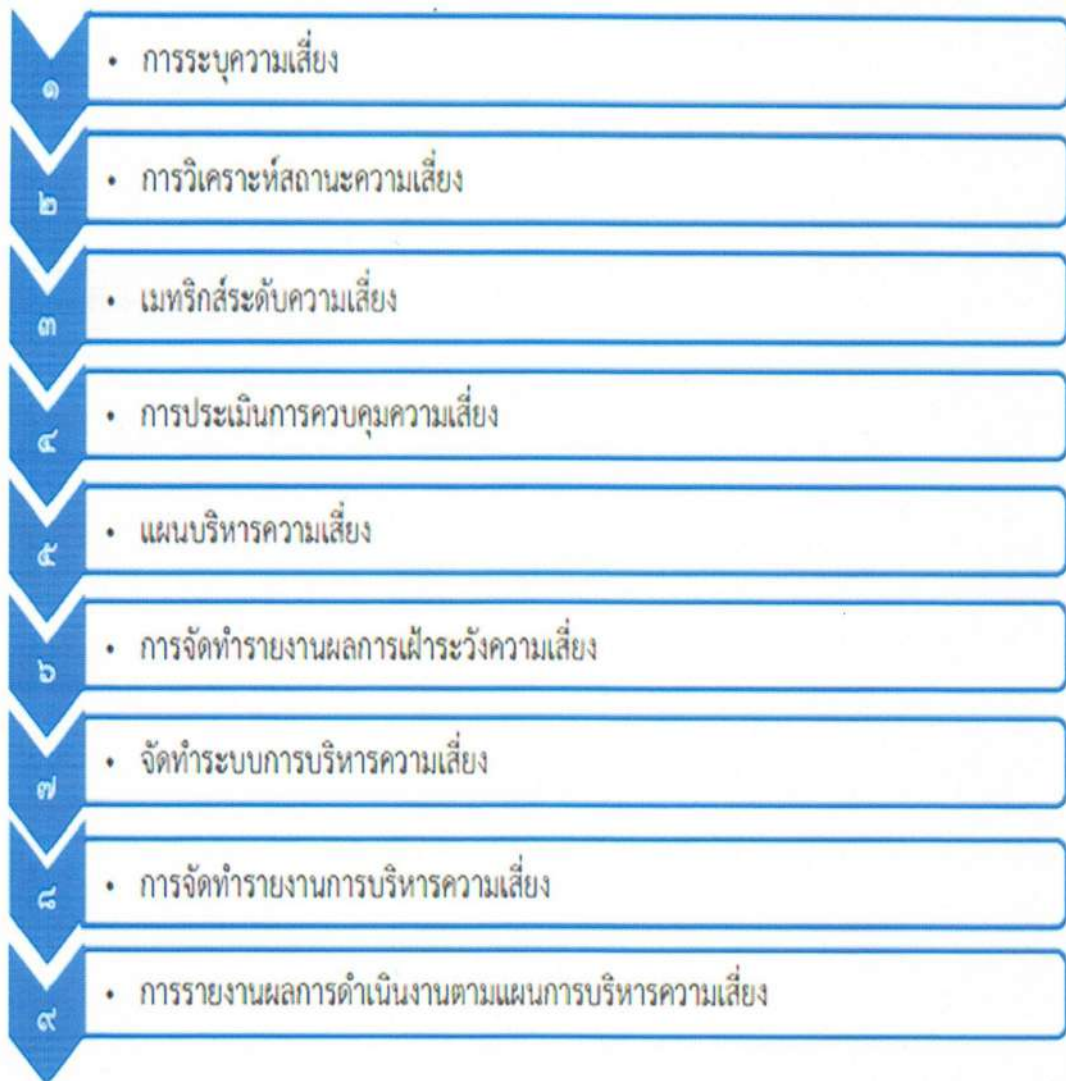 ๑
• การระบุความเสี่ยง
๒
• การวิเคราะห์สถานะความเสี่ยง
๓
• เมทริกส์ระดับความเสี่ยง
๔
• การประเมินการควบคุมความเสี่ยง
๕
• แผนบริหารความเสี่ยง
๖
• การจัดทำรายงานผลการเฝ้าระวังความเสี่ยง
๗
• จัดทำระบบการบริหารความเสี่ยง
๘
• การจัดทำรายงานการบริหารความเสี่ยง
๙
• การรายงานผลการดำเนินงานตามแผนการบริหารความเสี่ยง